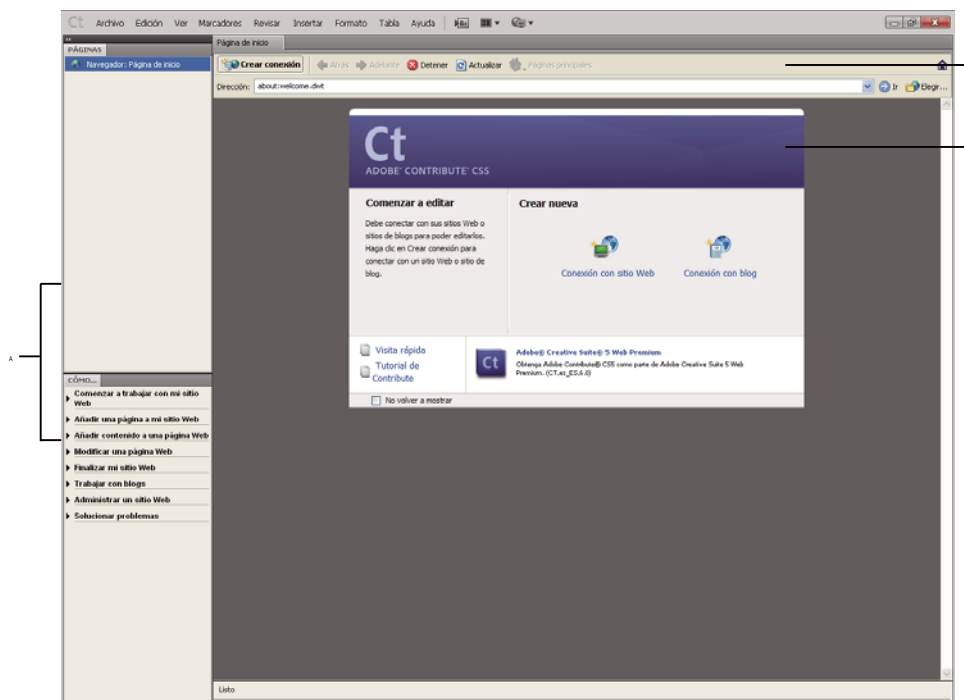 Ct Archivo Edición Ver Marcadores Revisar Insertar Formato Tabla Ayuda Br
PÁGINAS
Navegador: Página de inicio
Página de inicio
Crear conexión Atrás Adelante Detener Actualizar Páginas principales
Dirección: about:welcome.dwt Ir Elegir...
Ct
ADOBE® CONTRIBUTE® CS5
Comenzar a editar
Debe conectar con sus sitios Web o
sitios de blogs para poder editarlos.
Haga clic en Crear conexión para
conectar con un sitio Web o sitio de
blog.
Crear nueva
Conexión con sitio Web
Conexión con blog
Visita rápida
Tutorial de
Contribute
Ct
Adobe® Creative Suite® 5 Web Premium
Obtenga Adobe Contribute® CS5 como parte de Adobe Creative Suite 5 Web
Premium. (CT.es_ES.6.0)
No volver a mostrar
A
CÓMO...
Comenzar a trabajar con mi sitio
Web
Añadir una página a mi sitio Web
Añadir contenido a una página Web
Modificar una página Web
Finalizar mi sitio Web
Trabajar con blogs
Administrar un sitio Web
Solucionar problemas
Listo